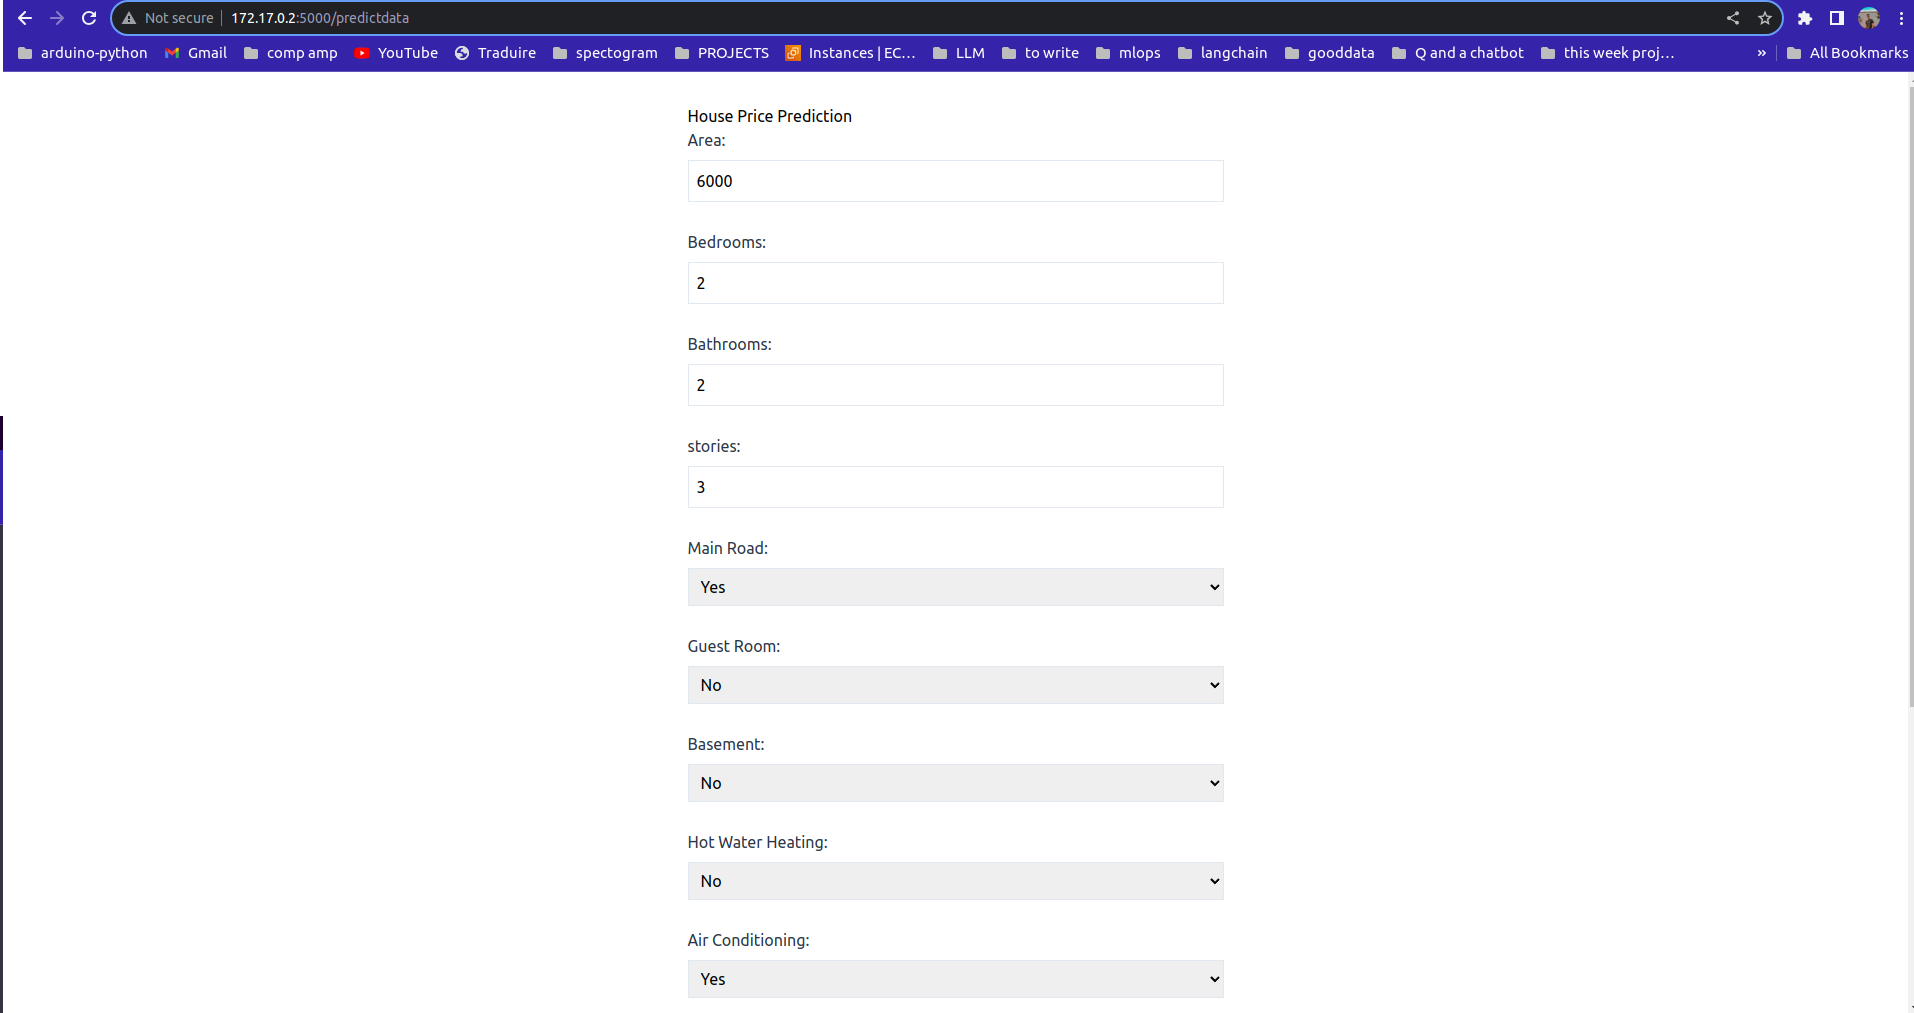 Not secure 172.17.0.2:5000/predictdata
arduino-python Gmail comp amp YouTube Traduire spectogram PROJECTS Instances | EC... LLM to write mlops langchain gooddata Q and a chatbot this week proj... » All Bookmarks
House Price Prediction
Area:
6000
Bedrooms:
2
Bathrooms:
2
stories:
3
Main Road:
Yes
Guest Room:
No
Basement:
No
Hot Water Heating:
No
Air Conditioning:
Yes